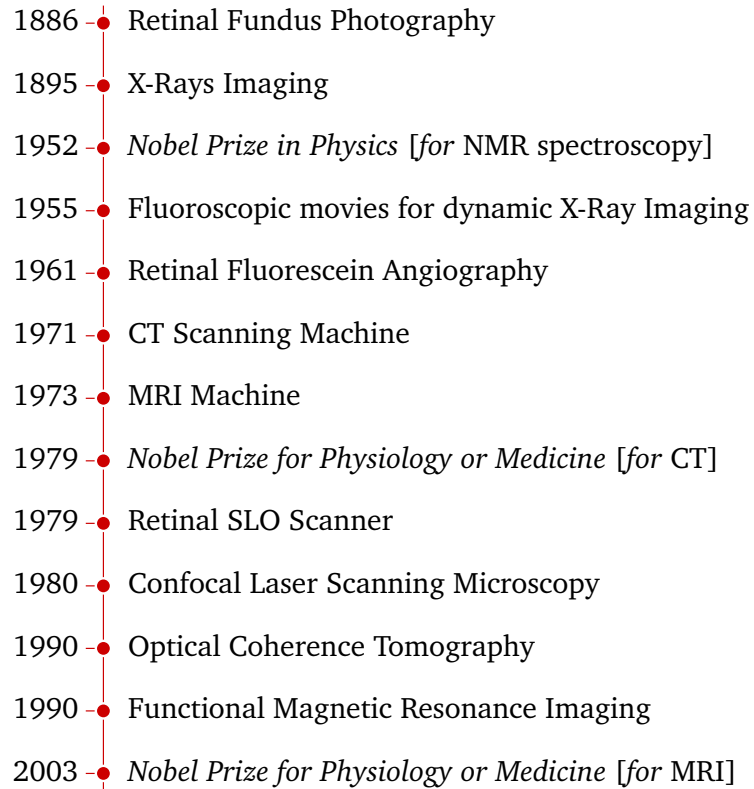 1886 Retinal Fundus Photography
1895 X-Rays Imaging
1952 Nobel Prize in Physics [for NMR spectroscopy]
1955 Fluoroscopic movies for dynamic X-Ray Imaging
1961 Retinal Fluorescein Angiography
1971 CT Scanning Machine
1973 MRI Machine
1979 Nobel Prize for Physiology or Medicine [for CT]
1979 Retinal SLO Scanner
1980 Confocal Laser Scanning Microscopy
1990 Optical Coherence Tomography
1990 Functional Magnetic Resonance Imaging
2003 Nobel Prize for Physiology or Medicine [for MRI]